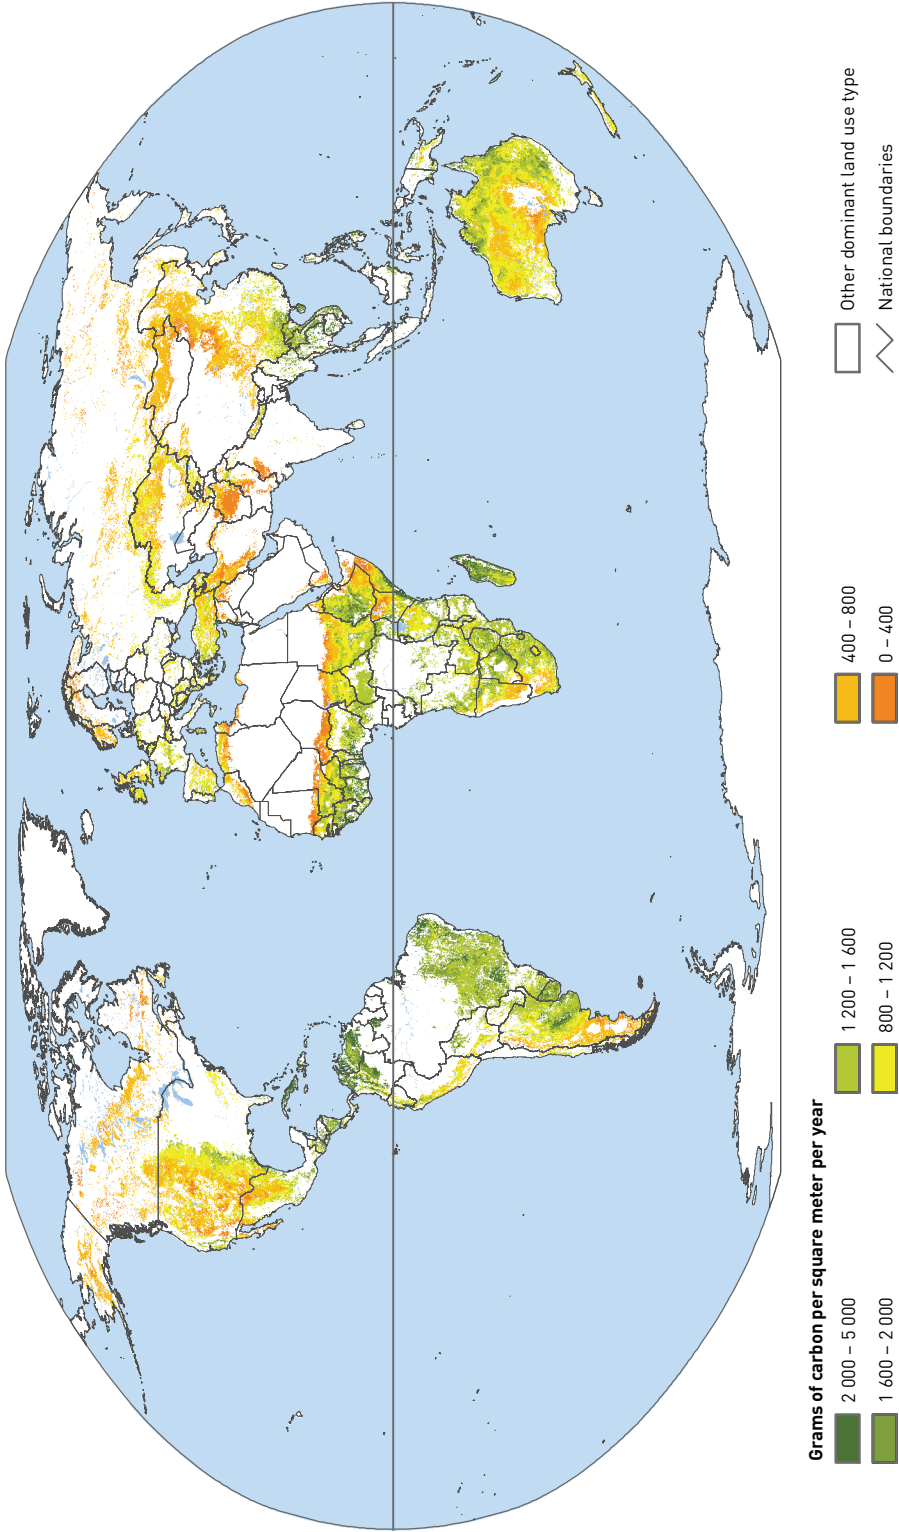 Grams of carbon per square meter per year
2 000 – 5 000
1 600 – 2 000
1 200 – 1 600
800 – 1 200
400 – 800
0 – 400
Other dominant land use type
National boundaries